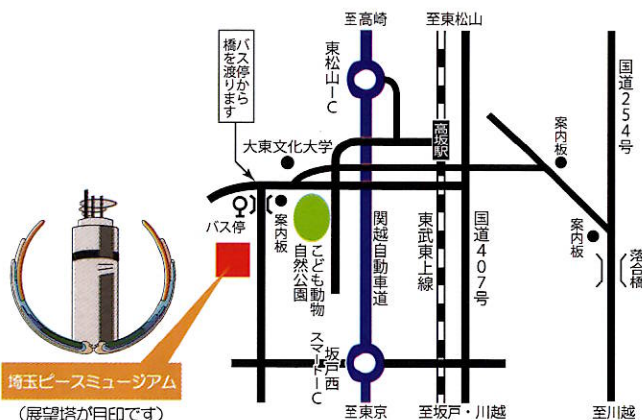 至高崎
至東松山
東松山IC
バス停から
橋を渡ります
国道254号
高坂駅
案内板
大東文化大学
バス停
案内板
こども動物
自然公園
関越自動車道
東武東上線
国道407号
案内板
落合橋
坂戸西
スマートIC
埼玉ピースミュージアム
(展望塔が目印です)
至東京
至坂戸・川越
至川越